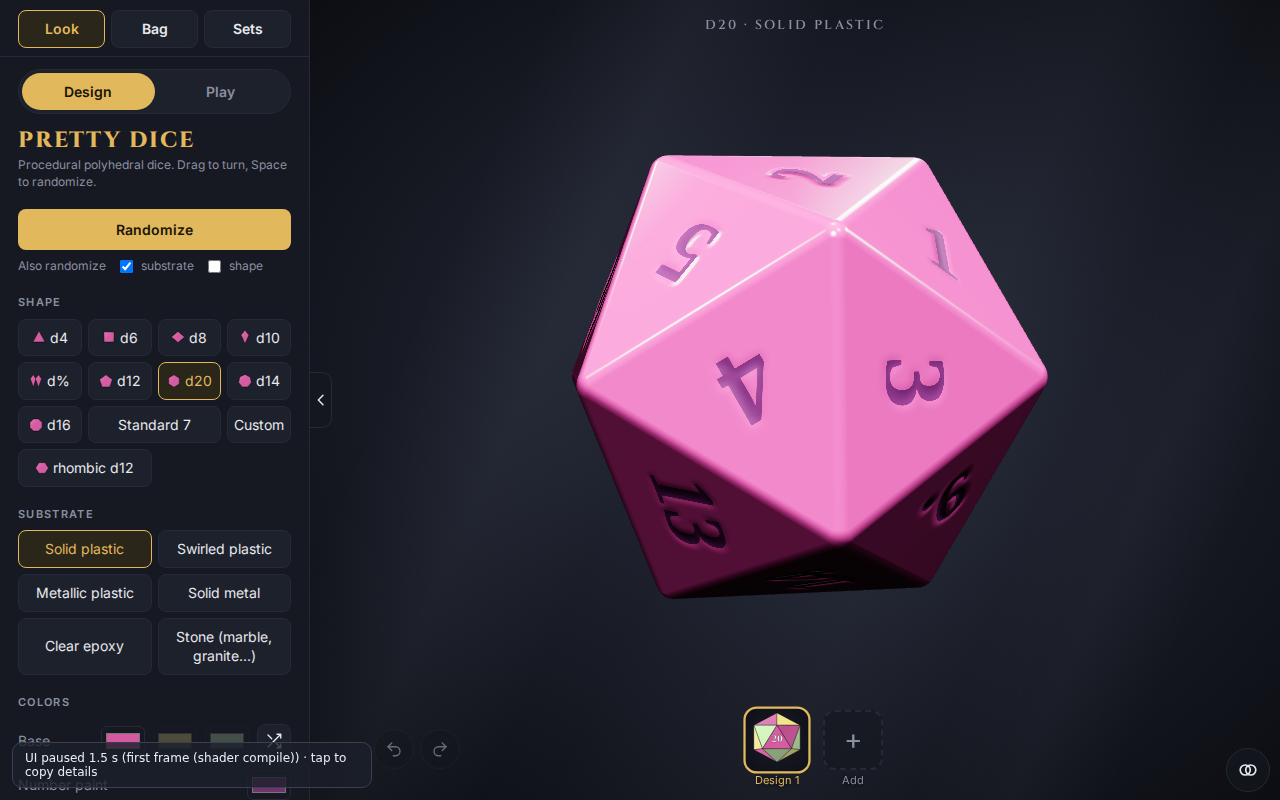 Look Bag Sets
D20 · SOLID PLASTIC
Design Play
PRETTY DICE
Procedural polyhedral dice. Drag to turn, Space
to randomize.
Randomize
Also randomize substrate shape
SHAPE
d4 d6 d8 d10
d% d12 d20 d14
d16 Standard 7 Custom
rhombic d12
SUBSTRATE
Solid plastic Swirled plastic
Metallic plastic Solid metal
Clear epoxy Stone (marble,
granite...)
COLORS
Base
UI paused 1.5 s (first frame (shader compile)) · tap to
copy details
Number paint
2
5
1
4
3
13
20
+
Design 1 Add